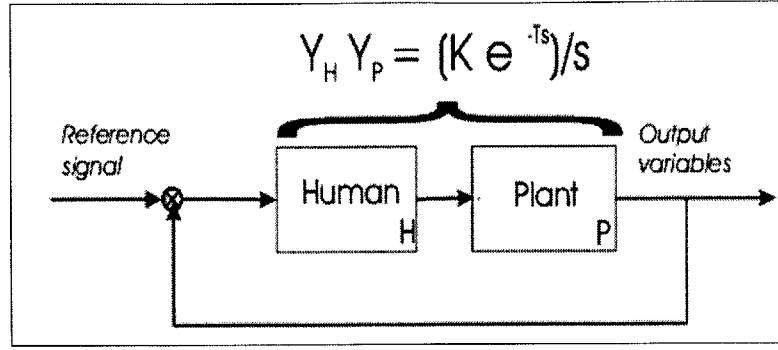 Y_H Y_P = (K e ^-Ts)/s
Reference
signal
Output
variables
Human
H
Plant
P